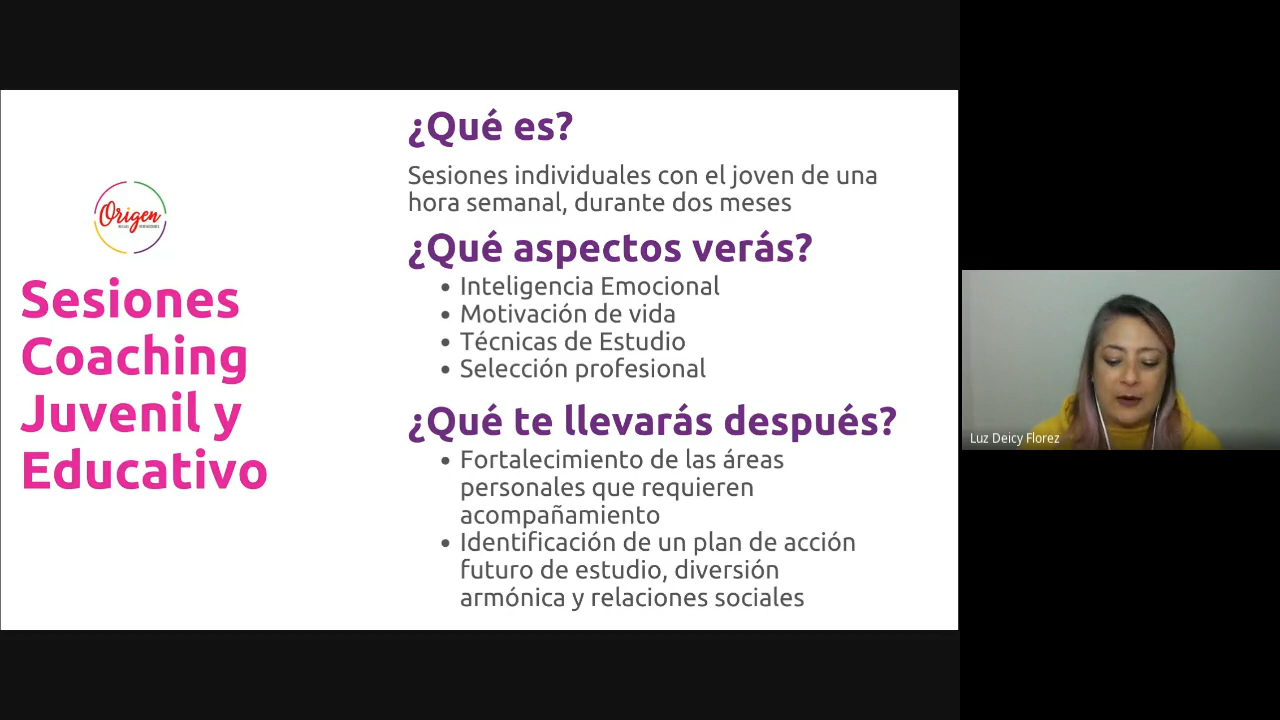 Origen
Sesiones
Coaching
Juvenil y
Educativo
¿Qué es?
Sesiones individuales con el joven de una
hora semanal, durante dos meses
¿Qué aspectos verás?
• Inteligencia Emocional
• Motivación de vida
• Técnicas de Estudio
• Selección profesional
¿Qué te llevarás después?
• Fortalecimiento de las áreas
personales que requieren
acompañamiento
• Identificación de un plan de acción
futuro de estudio, diversión
armónica y relaciones sociales
Luz Deicy Florez